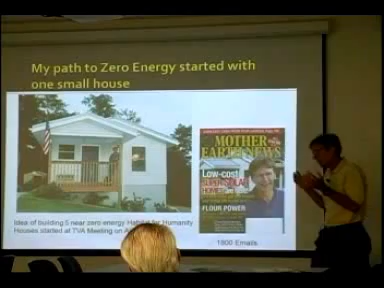 My path to Zero Energy started with
one small house
MOTHER
EARTH NEWS
Low-cost!
SUPER-SOLAR
HOMES
FLOUR POWER
Idea of building 5 near zero-energy Habitat for Humanity
Houses started at TVA Meeting on
1800 Emails